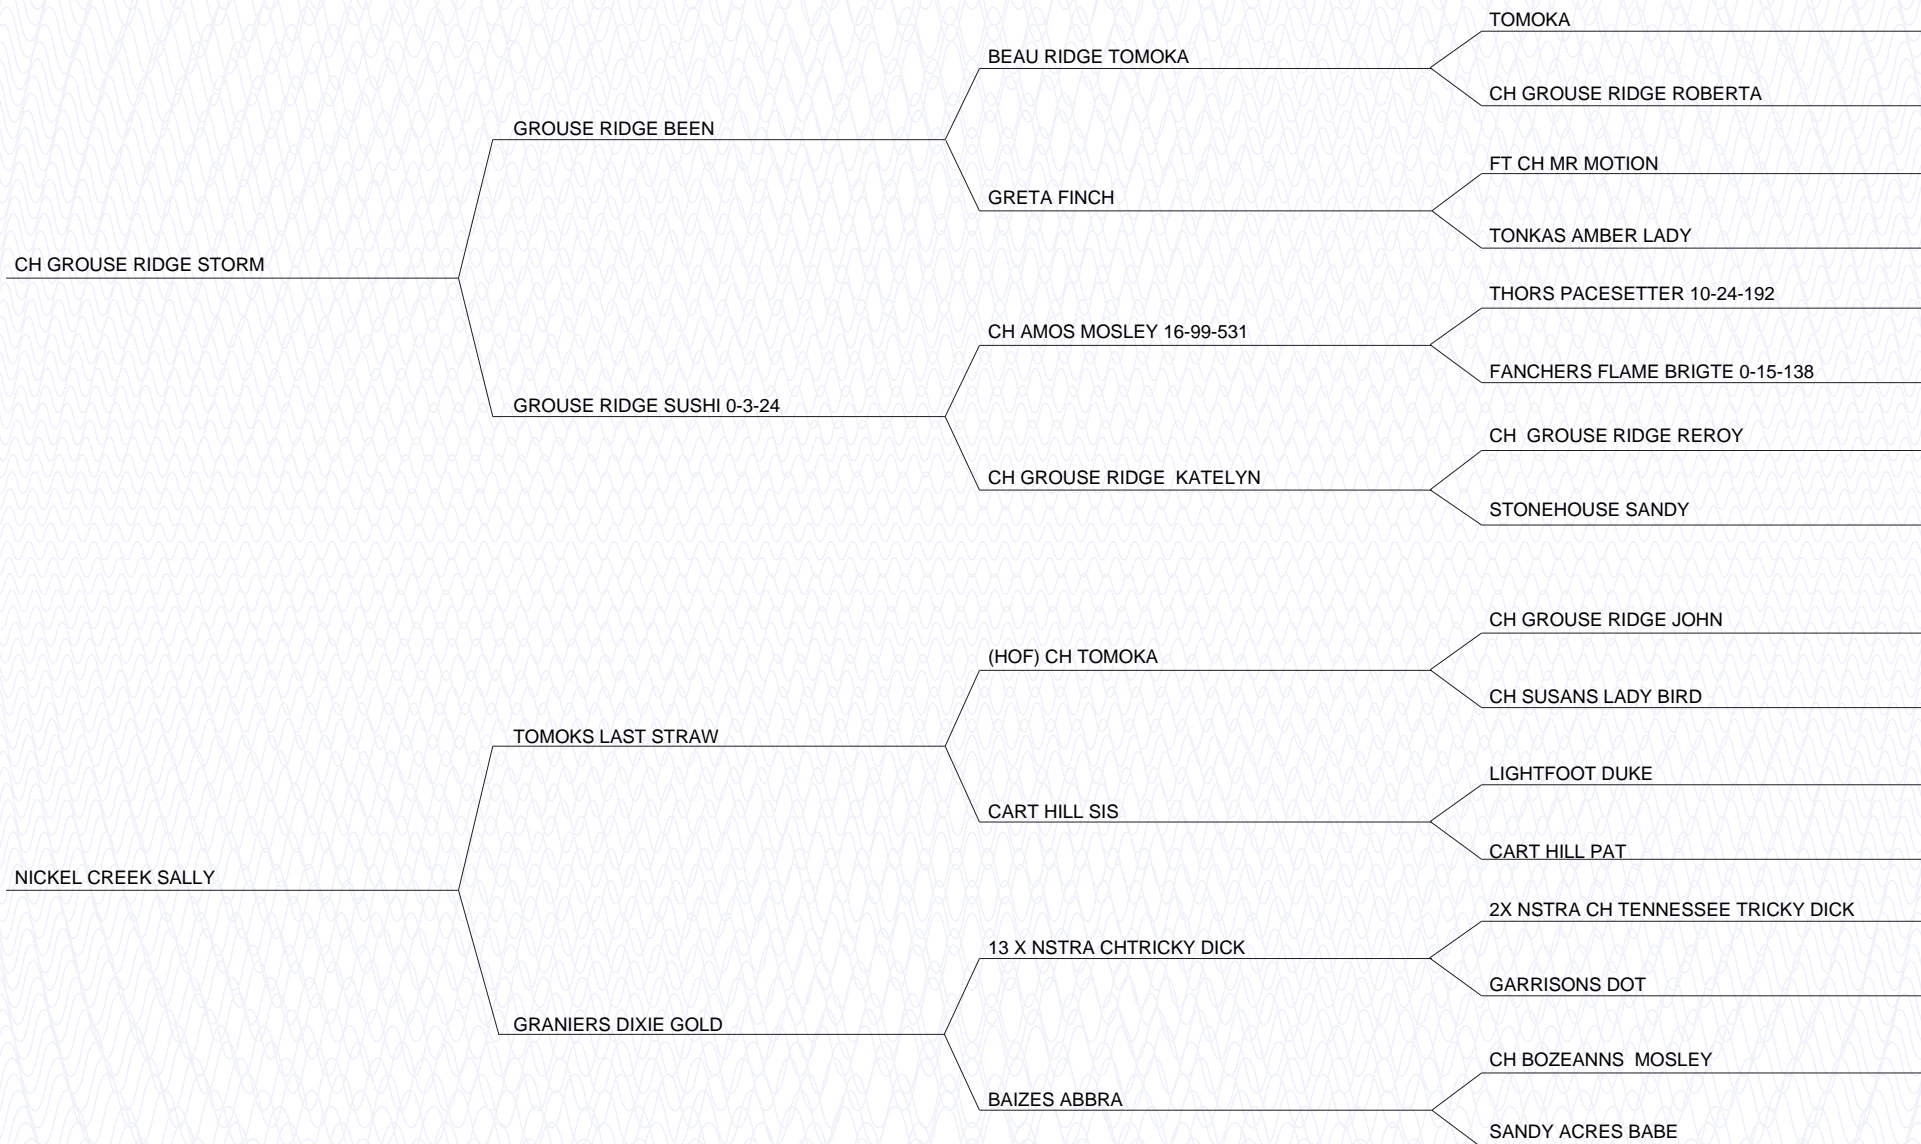 TOMOKA
BEAU RIDGE TOMOKA
CH GROUSE RIDGE ROBERTA
GROUSE RIDGE BEEN
FT CH MR MOTION
GRETA FINCH
TONKAS AMBER LADY
CH GROUSE RIDGE STORM
THORS PACESETTER 10-24-192
CH AMOS MOSLEY 16-99-531
FANCHERS FLAME BRIGTE 0-15-138
GROUSE RIDGE SUSHI 0-3-24
CH  GROUSE RIDGE REROY
CH GROUSE RIDGE  KATELYN
STONEHOUSE SANDY
CH GROUSE RIDGE JOHN
(HOF) CH TOMOKA
CH SUSANS LADY BIRD
TOMOKS LAST STRAW
LIGHTFOOT DUKE
CART HILL SIS
CART HILL PAT
NICKEL CREEK SALLY
2X NSTRA CH TENNESSEE TRICKY DICK
13 X NSTRA CHTRICKY DICK
GARRISONS DOT
GRANIERS DIXIE GOLD
CH BOZEANNS  MOSLEY
BAIZES ABBRA
SANDY ACRES BABE